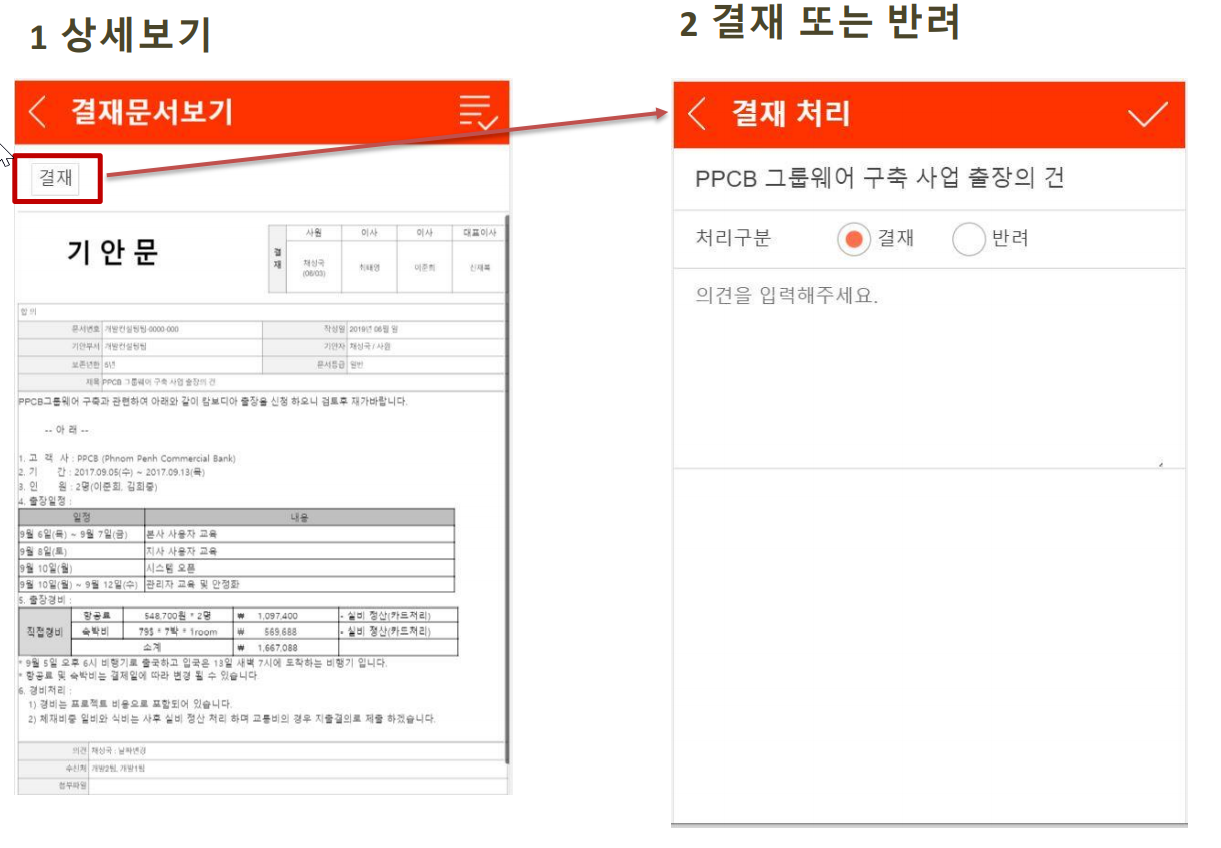 1 상세보기
2 결재 또는 반려
결재문서보기
결재
기 안 문
결재
사원 이사 이사 대표이사
채성국 최해영 이준희
(06/03)
합의
문서번호 개발컨설팅팀-0000-000 작성일 2019년 06월 일
기안부서 개발컨설팅팀 기안자 채성국 / 사원
보존년한 5년 문서등급 일반
제목 PPCB 그룹웨어 구축 사업 출장의 건
PPCB그룹웨어 구축과 관련하여 아래와 같이 캄보디아 출장을 신청 하오니 검토후 재가바랍니다.
-- 아 래 --
1. 고 객 사 : PPCB (Phnom Penh Commercial Bank)
2. 기 간 : 2017.09.05(수) ~ 2017.09.13(목)
3. 인 원 : 2명(이준희, 김희중)
4. 출장일정 :
일정 내용
9월 6일(목) ~ 9월 7일(금) 본사 사용자 교육
9월 8일(토) 지사 사용자 교육
9월 10일(월) 시스템 오픈
9월 10일(월) ~ 9월 12일(수) 관리자 교육 및 안정화
5. 출장경비 :
직접경비
항공료 548,700원 * 2명 ₩ 1,097,400 - 실비 정산(카드처리)
숙박비 79$ * 7박 * 1room ₩ 569,688 - 실비 정산(카드처리)
소계 ₩ 1,667,088
* 9월 5일 오후 6시 비행기로 출국하고 입국은 13일 새벽 7시에 도착하는 비행기 입니다.
* 항공료 및 숙박비는 결제일에 따라 변경 될 수 있습니다.
6. 경비처리 :
1) 경비는 프로젝트 비용으로 포함되어 있습니다.
2) 체재비중 일비와 식비는 사후 실비 정산 처리 하며 교통비의 경우 지출결의로 제출 하겠습니다.
의견 채성국 : 날짜변경
수신처 개발2팀, 개발1팀
첨부파일
결재 처리
PPCB 그룹웨어 구축 사업 출장의 건
처리구분 결재 반려
의견을 입력해주세요.